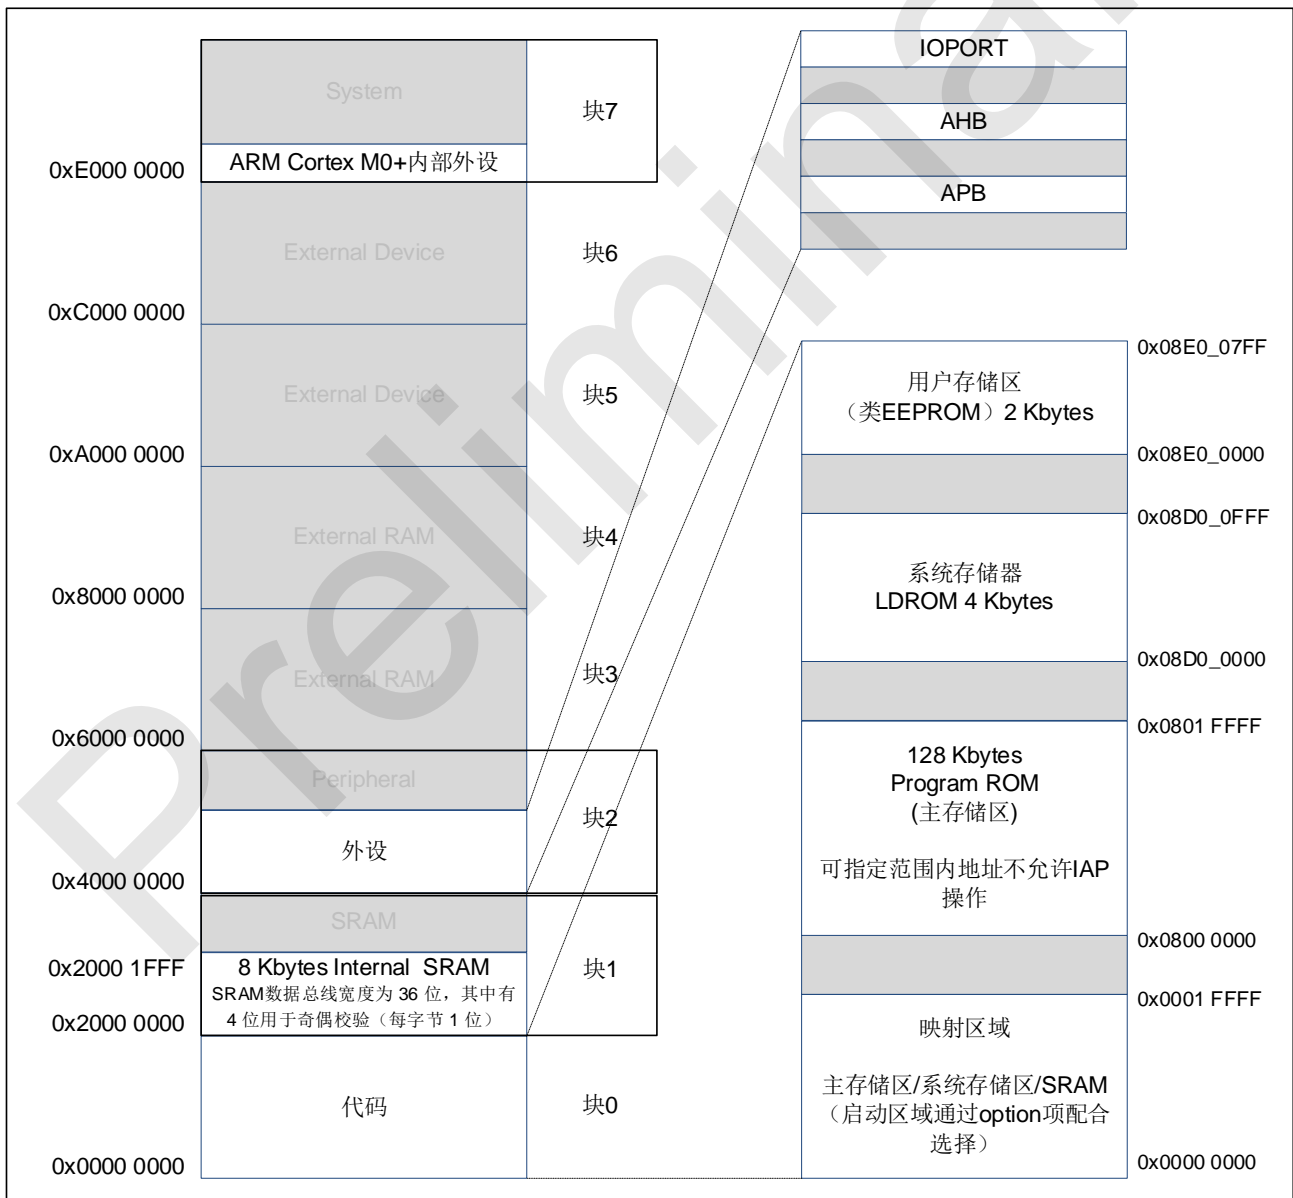 System
块7
0xE000 0000
ARM Cortex M0+内部外设
External Device
块6
0xC000 0000
External Device
块5
0xA000 0000
External RAM
块4
0x8000 0000
External RAM
块3
0x6000 0000
Peripheral
块2
外设
0x4000 0000
SRAM
0x2000 1FFF
8 Kbytes Internal SRAM
块1
SRAM数据总线宽度为 36 位，其中有
4 位用于奇偶校验（每字节 1 位）
0x2000 0000
代码
块0
0x0000 0000
IOPORT
AHB
APB
0x08E0_07FF
用户存储区
（类EEPROM）2 Kbytes
0x08E0_0000
0x08D0_0FFF
系统存储器
LDROM 4 Kbytes
0x08D0_0000
0x0801 FFFF
128 Kbytes
Program ROM
(主存储区)
可指定范围内地址不允许IAP
操作
0x0800 0000
0x0001 FFFF
映射区域
主存储区/系统存储区/SRAM
（启动区域通过option项配合
选择）
0x0000 0000
Preliminar